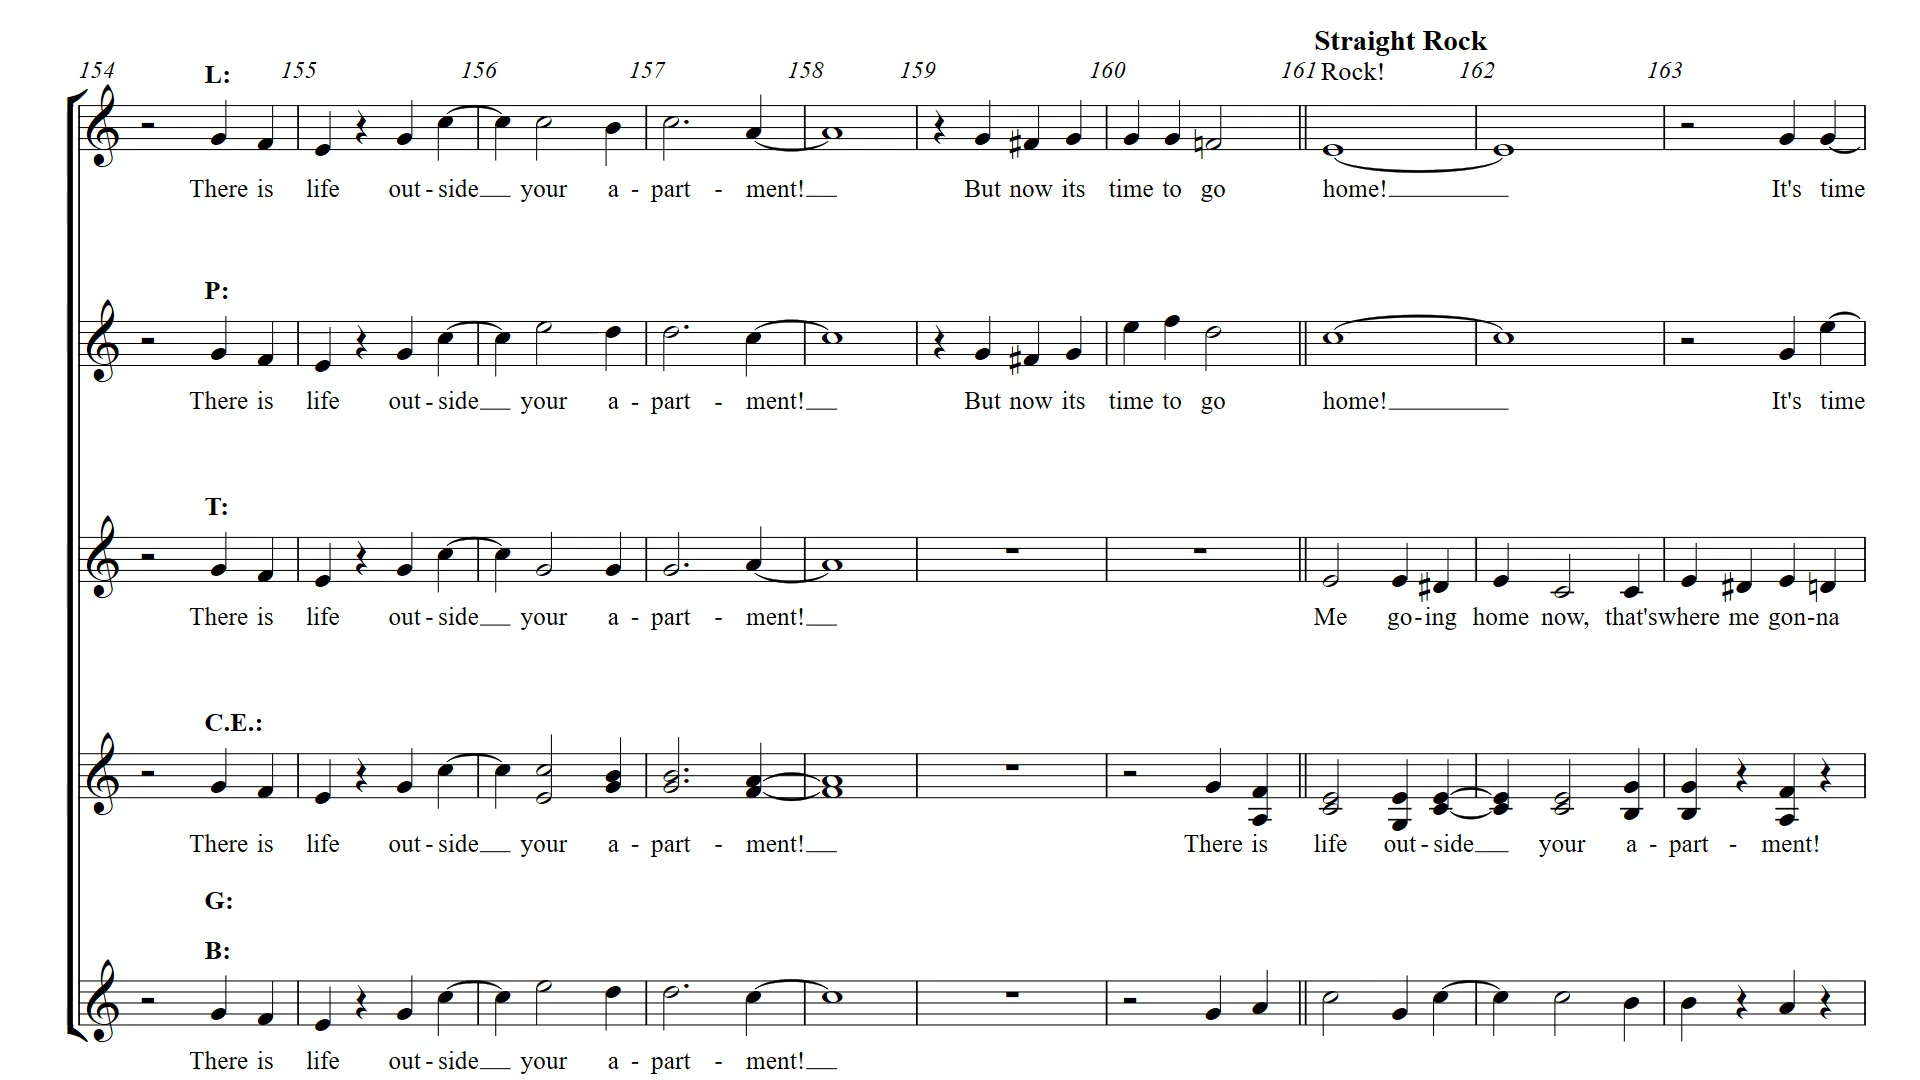 Straight Rock
154 L: 155 156 157 158 159 160 161 Rock! 162 163
There is life out - side your a - part - ment! But now its time to go home! It's time
P:
There is life out - side your a - part - ment! But now its time to go home! It's time
T:
There is life out - side your a - part - ment! Me go - ing home now, that's where me gon - na
C.E.:
There is life out - side your a - part - ment! There is life out - side your a - part - ment!
G:
B:
There is life out - side your a - part - ment!